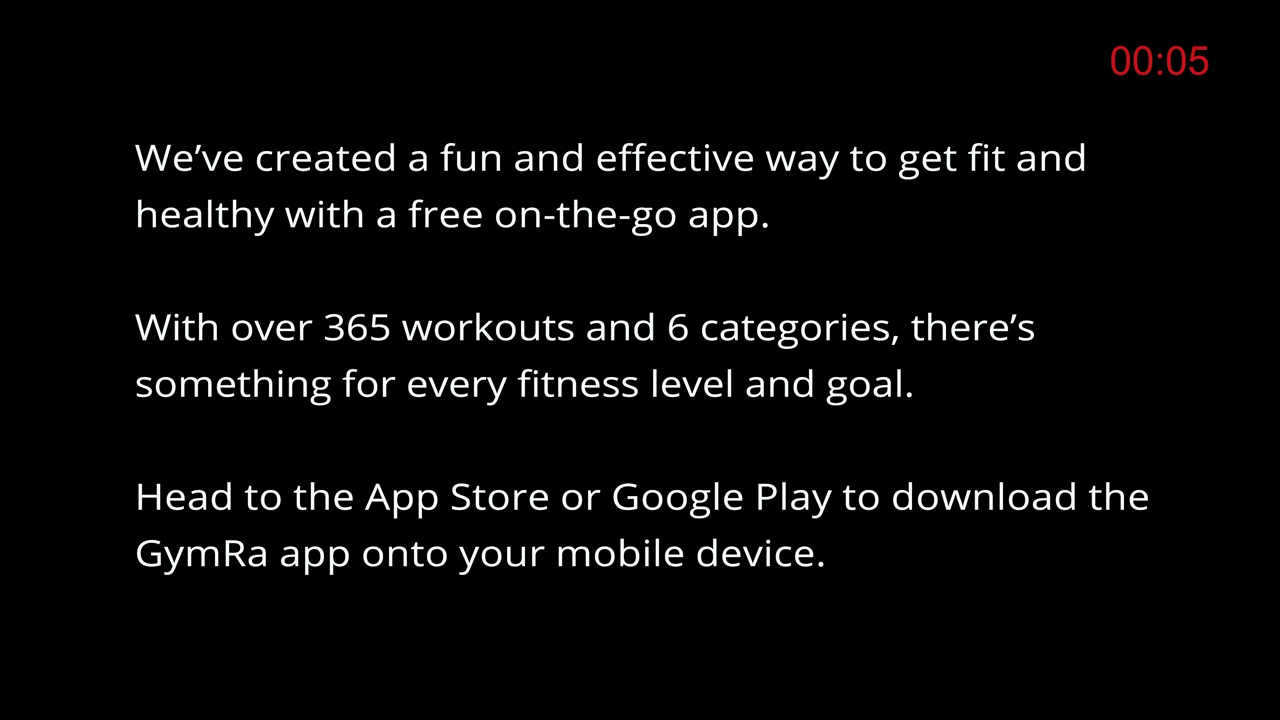 00:05
We’ve created a fun and effective way to get fit and
healthy with a free on-the-go app.
With over 365 workouts and 6 categories, there’s
something for every fitness level and goal.
Head to the App Store or Google Play to download the
GymRa app onto your mobile device.